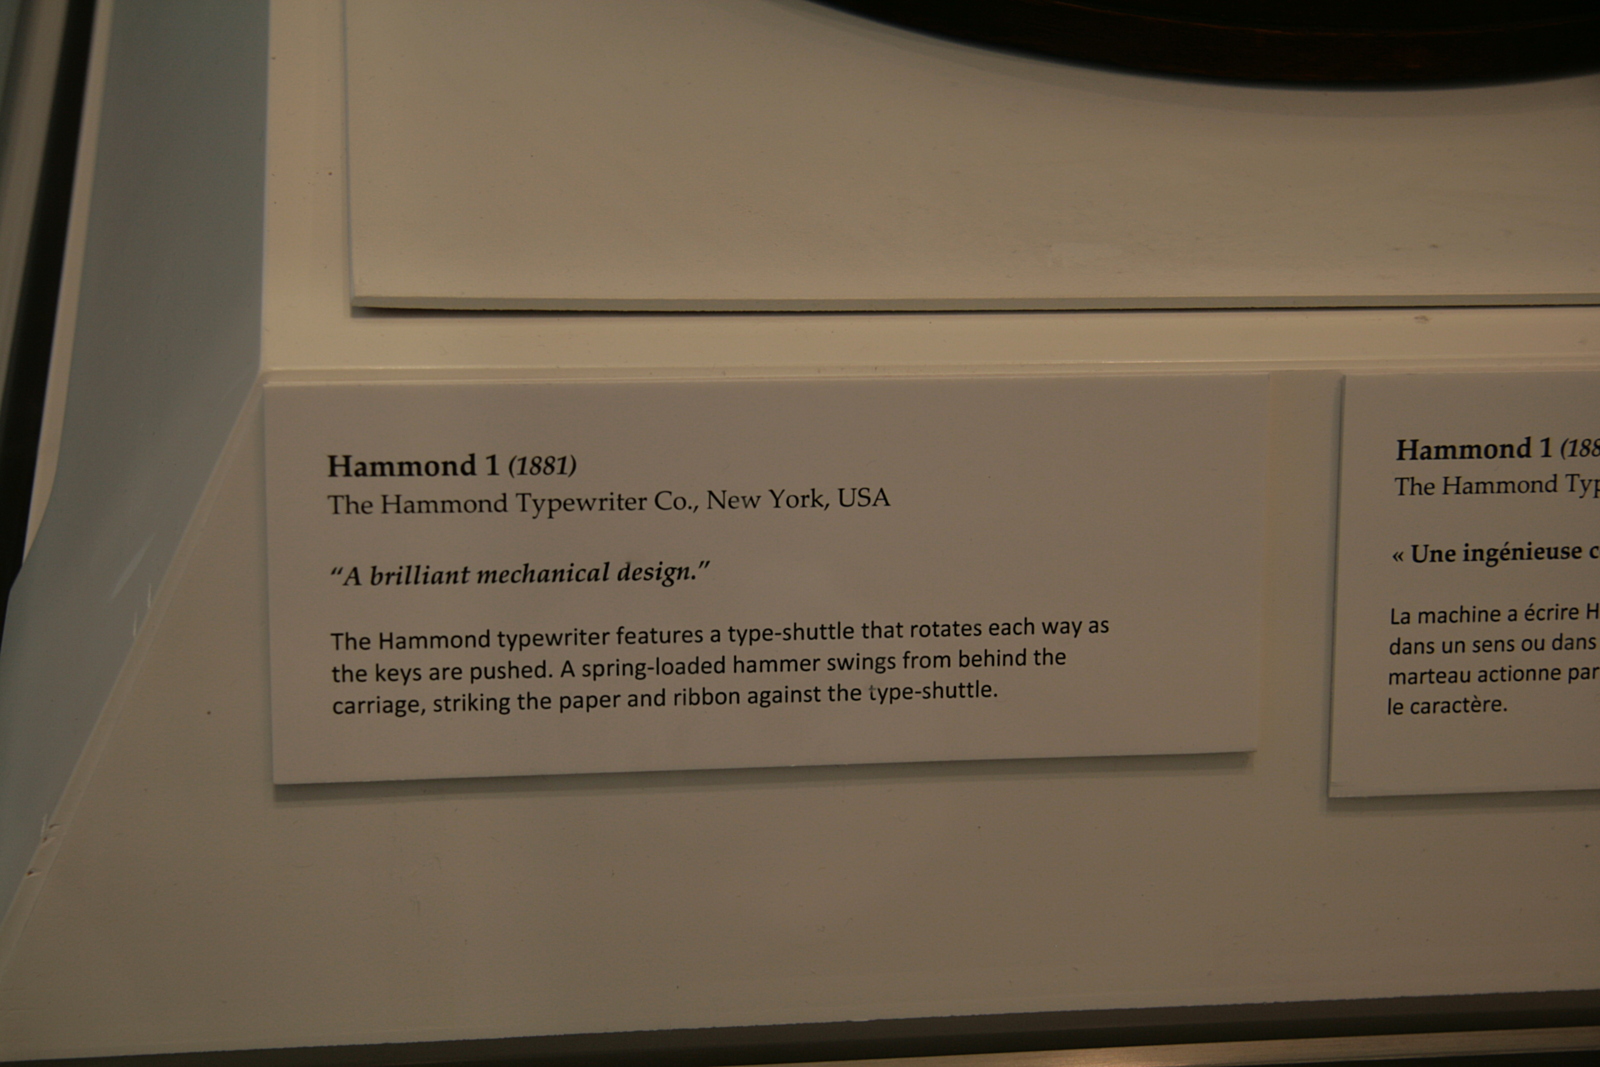 Hammond 1 (1881)
The Hammond Typewriter Co., New York, USA
“A brilliant mechanical design.”
The Hammond typewriter features a type-shuttle that rotates each way as
the keys are pushed. A spring-loaded hammer swings from behind the
carriage, striking the paper and ribbon against the type-shuttle.
Hammond 1 (188
The Hammond Typ
« Une ingénieuse c
La machine a écrire H
dans un sens ou dans
marteau actionne par
le caractère.